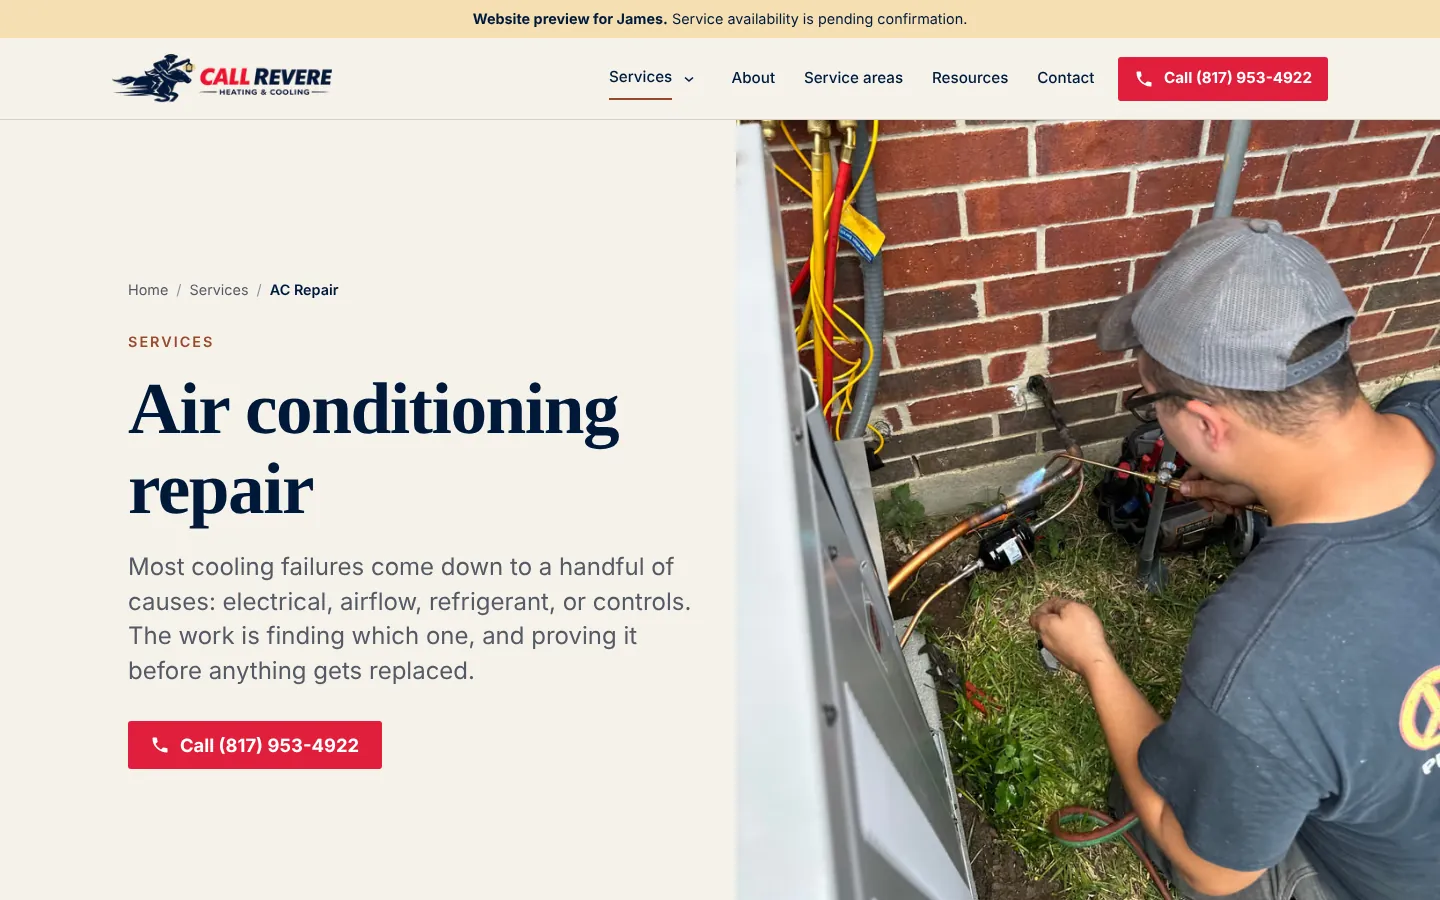 Website preview for James. Service availability is pending confirmation.
CALL REVERE
HEATING & COOLING
Services
About
Service areas
Resources
Contact
Call (817) 953-4922
Home / Services / AC Repair
SERVICES
Air conditioning
repair
Most cooling failures come down to a handful of
causes: electrical, airflow, refrigerant, or controls.
The work is finding which one, and proving it
before anything gets replaced.
Call (817) 953-4922